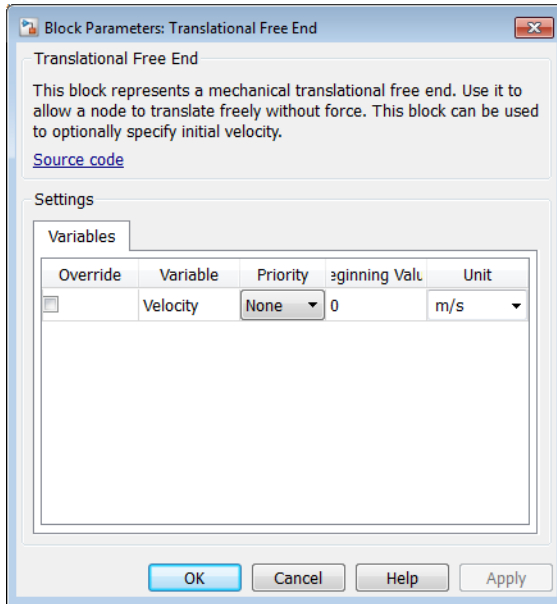 Block Parameters: Translational Free End
Translational Free End
This block represents a mechanical translational free end. Use it to
allow a node to translate freely without force. This block can be used
to optionally specify initial velocity.
Source code
Settings
Variables
Override Variable Priority eginning Valu Unit
Velocity None 0 m/s
OK Cancel Help Apply